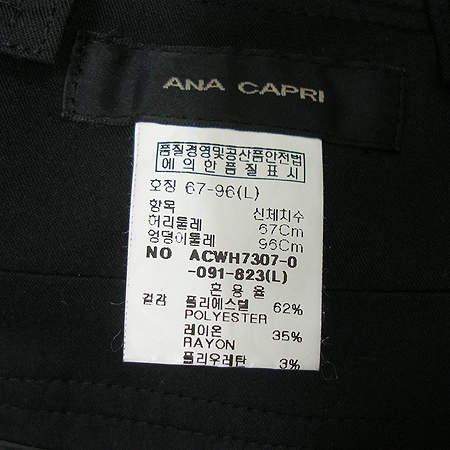 ANA CAPRI
품질경영및공산품안전법
에 의 한 품 질 표 시
호칭 67-96(L)
항목 신체치수
허리둘레 67Cm
엉덩이둘레 96Cm
NO ACWH7307-0
-091-823(L)
혼 용 율
겉감 폴리에스텔 62%
POLYESTER
레이온 35%
RAYON
폴리우레탄 3%